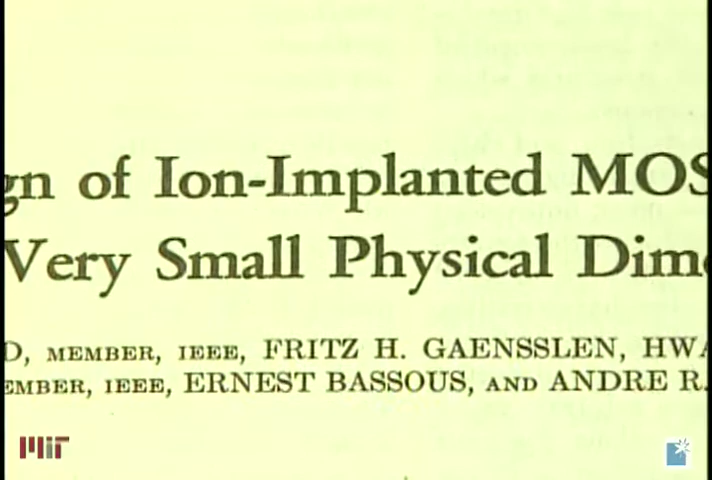 gn of Ion-Implanted MOS
Very Small Physical Dime
D, MEMBER, IEEE, FRITZ H. GAENSSLEN, HWA
EMBER, IEEE, ERNEST BASSOUS, AND ANDRE R.
MIT